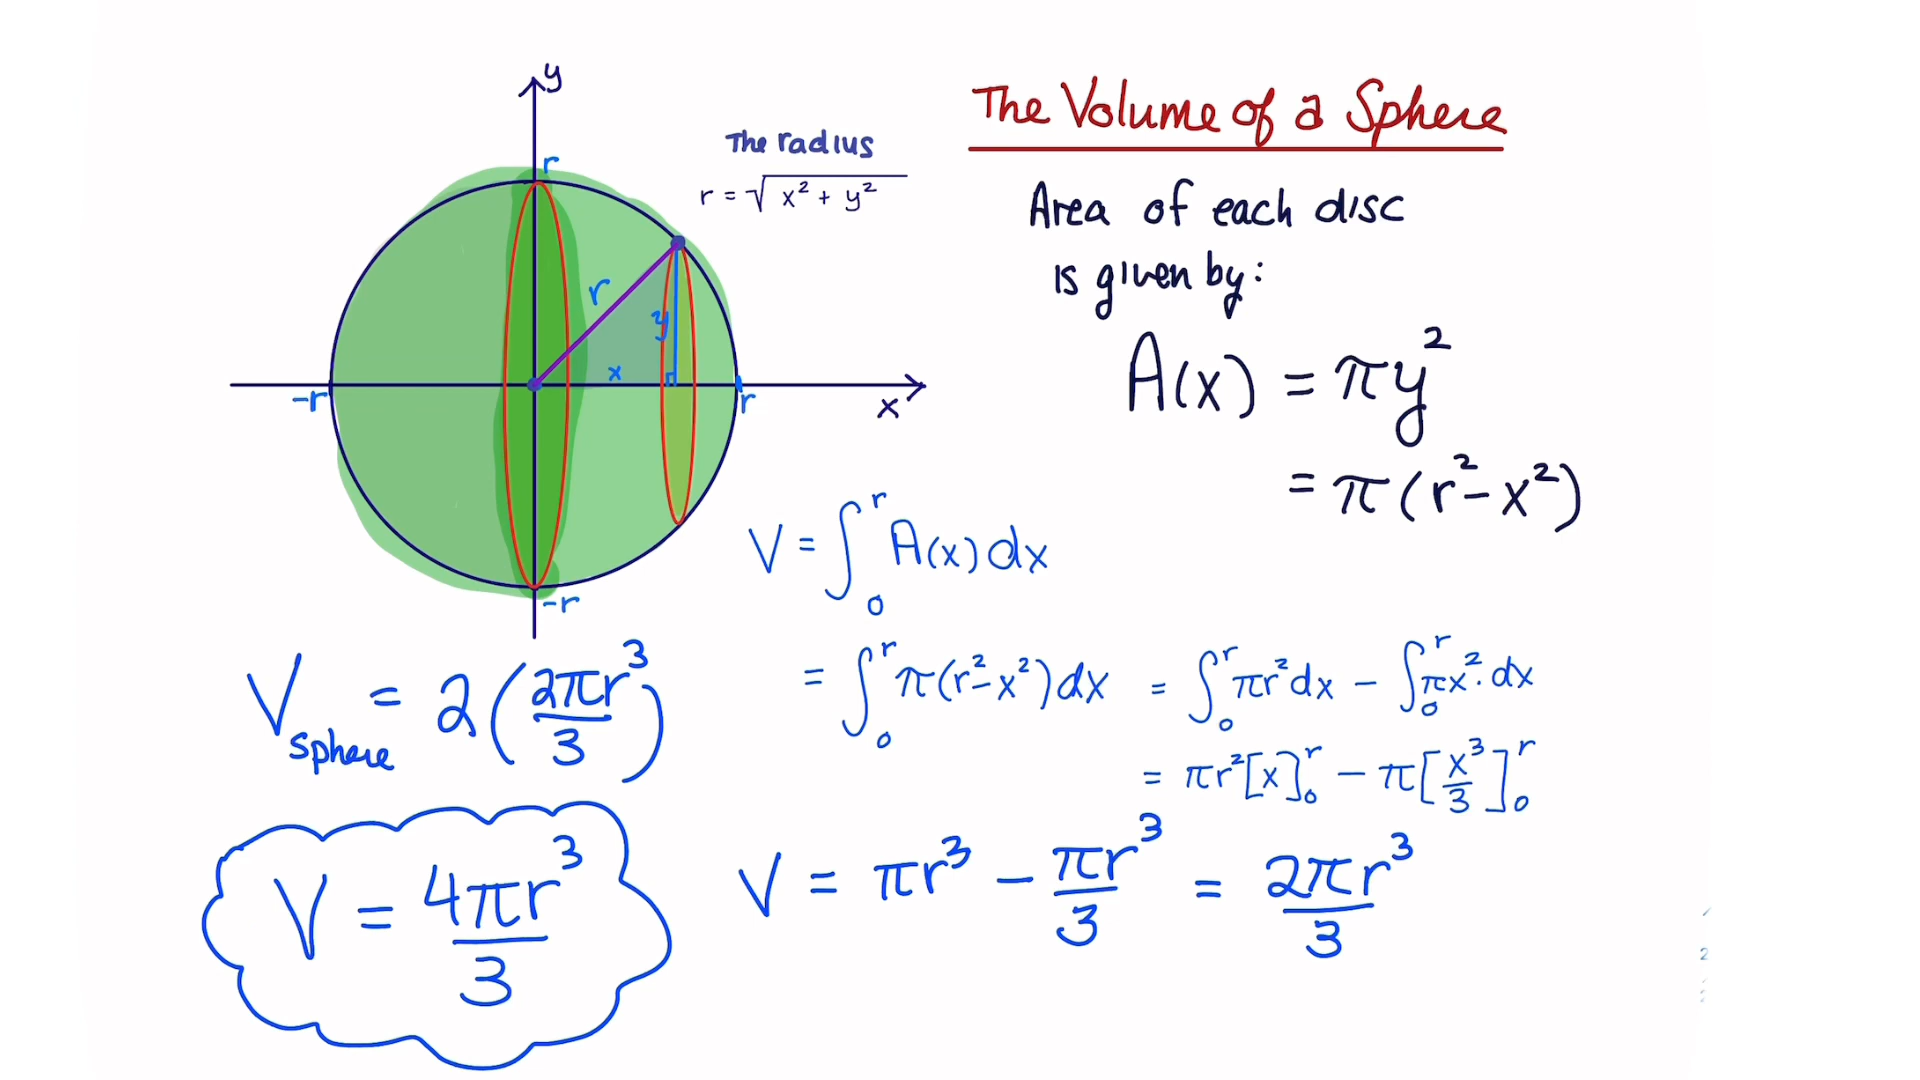 The Volume of a Sphere
y
r
The radius
r = √(x² + y²)
r
y
x
-r
r
x
-r
Area of each disc
is given by:
A(x) = πy²
= π(r²-x²)
V = ∫₀ʳ A(x) dx
= ∫₀ʳ π(r²-x²) dx = ∫₀ʳ πr² dx - ∫₀ʳ πx². dx
= πr²[x]₀ʳ - π[x³/3]₀ʳ
V = πr³ - πr³/3 = 2πr³/3
V sphere = 2(2πr³/3)
V = 4πr³/3